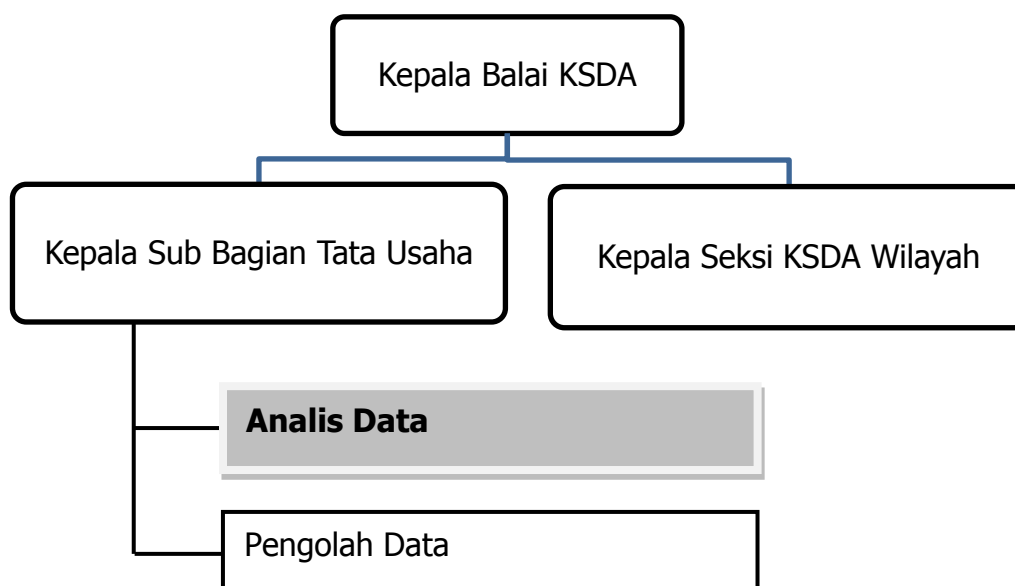 Kepala Balai KSDA
Kepala Sub Bagian Tata Usaha
Kepala Seksi KSDA Wilayah
Analis Data
Pengolah Data